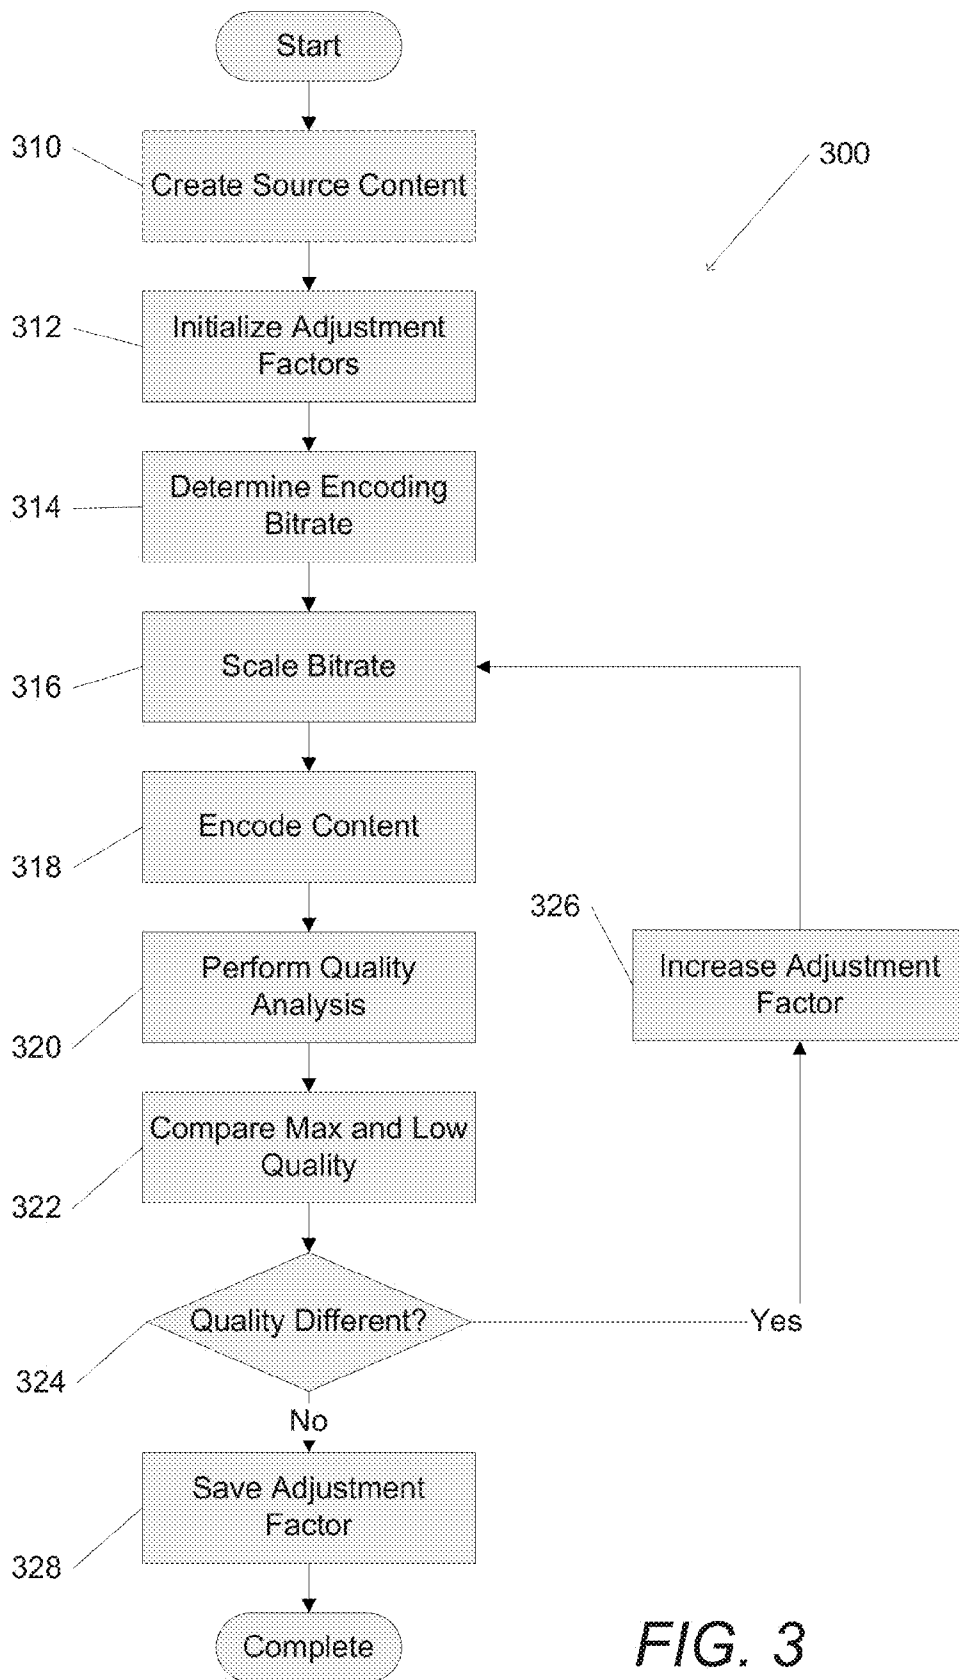 Start
310
300
Create Source Content
312
Initialize Adjustment
Factors
314
Determine Encoding
Bitrate
316
Scale Bitrate
318
Encode Content
320
Perform Quality
Analysis
326
Increase Adjustment
Factor
322
Compare Max and Low
Quality
324
Quality Different?
Yes
No
328
Save Adjustment
Factor
Complete
FIG. 3